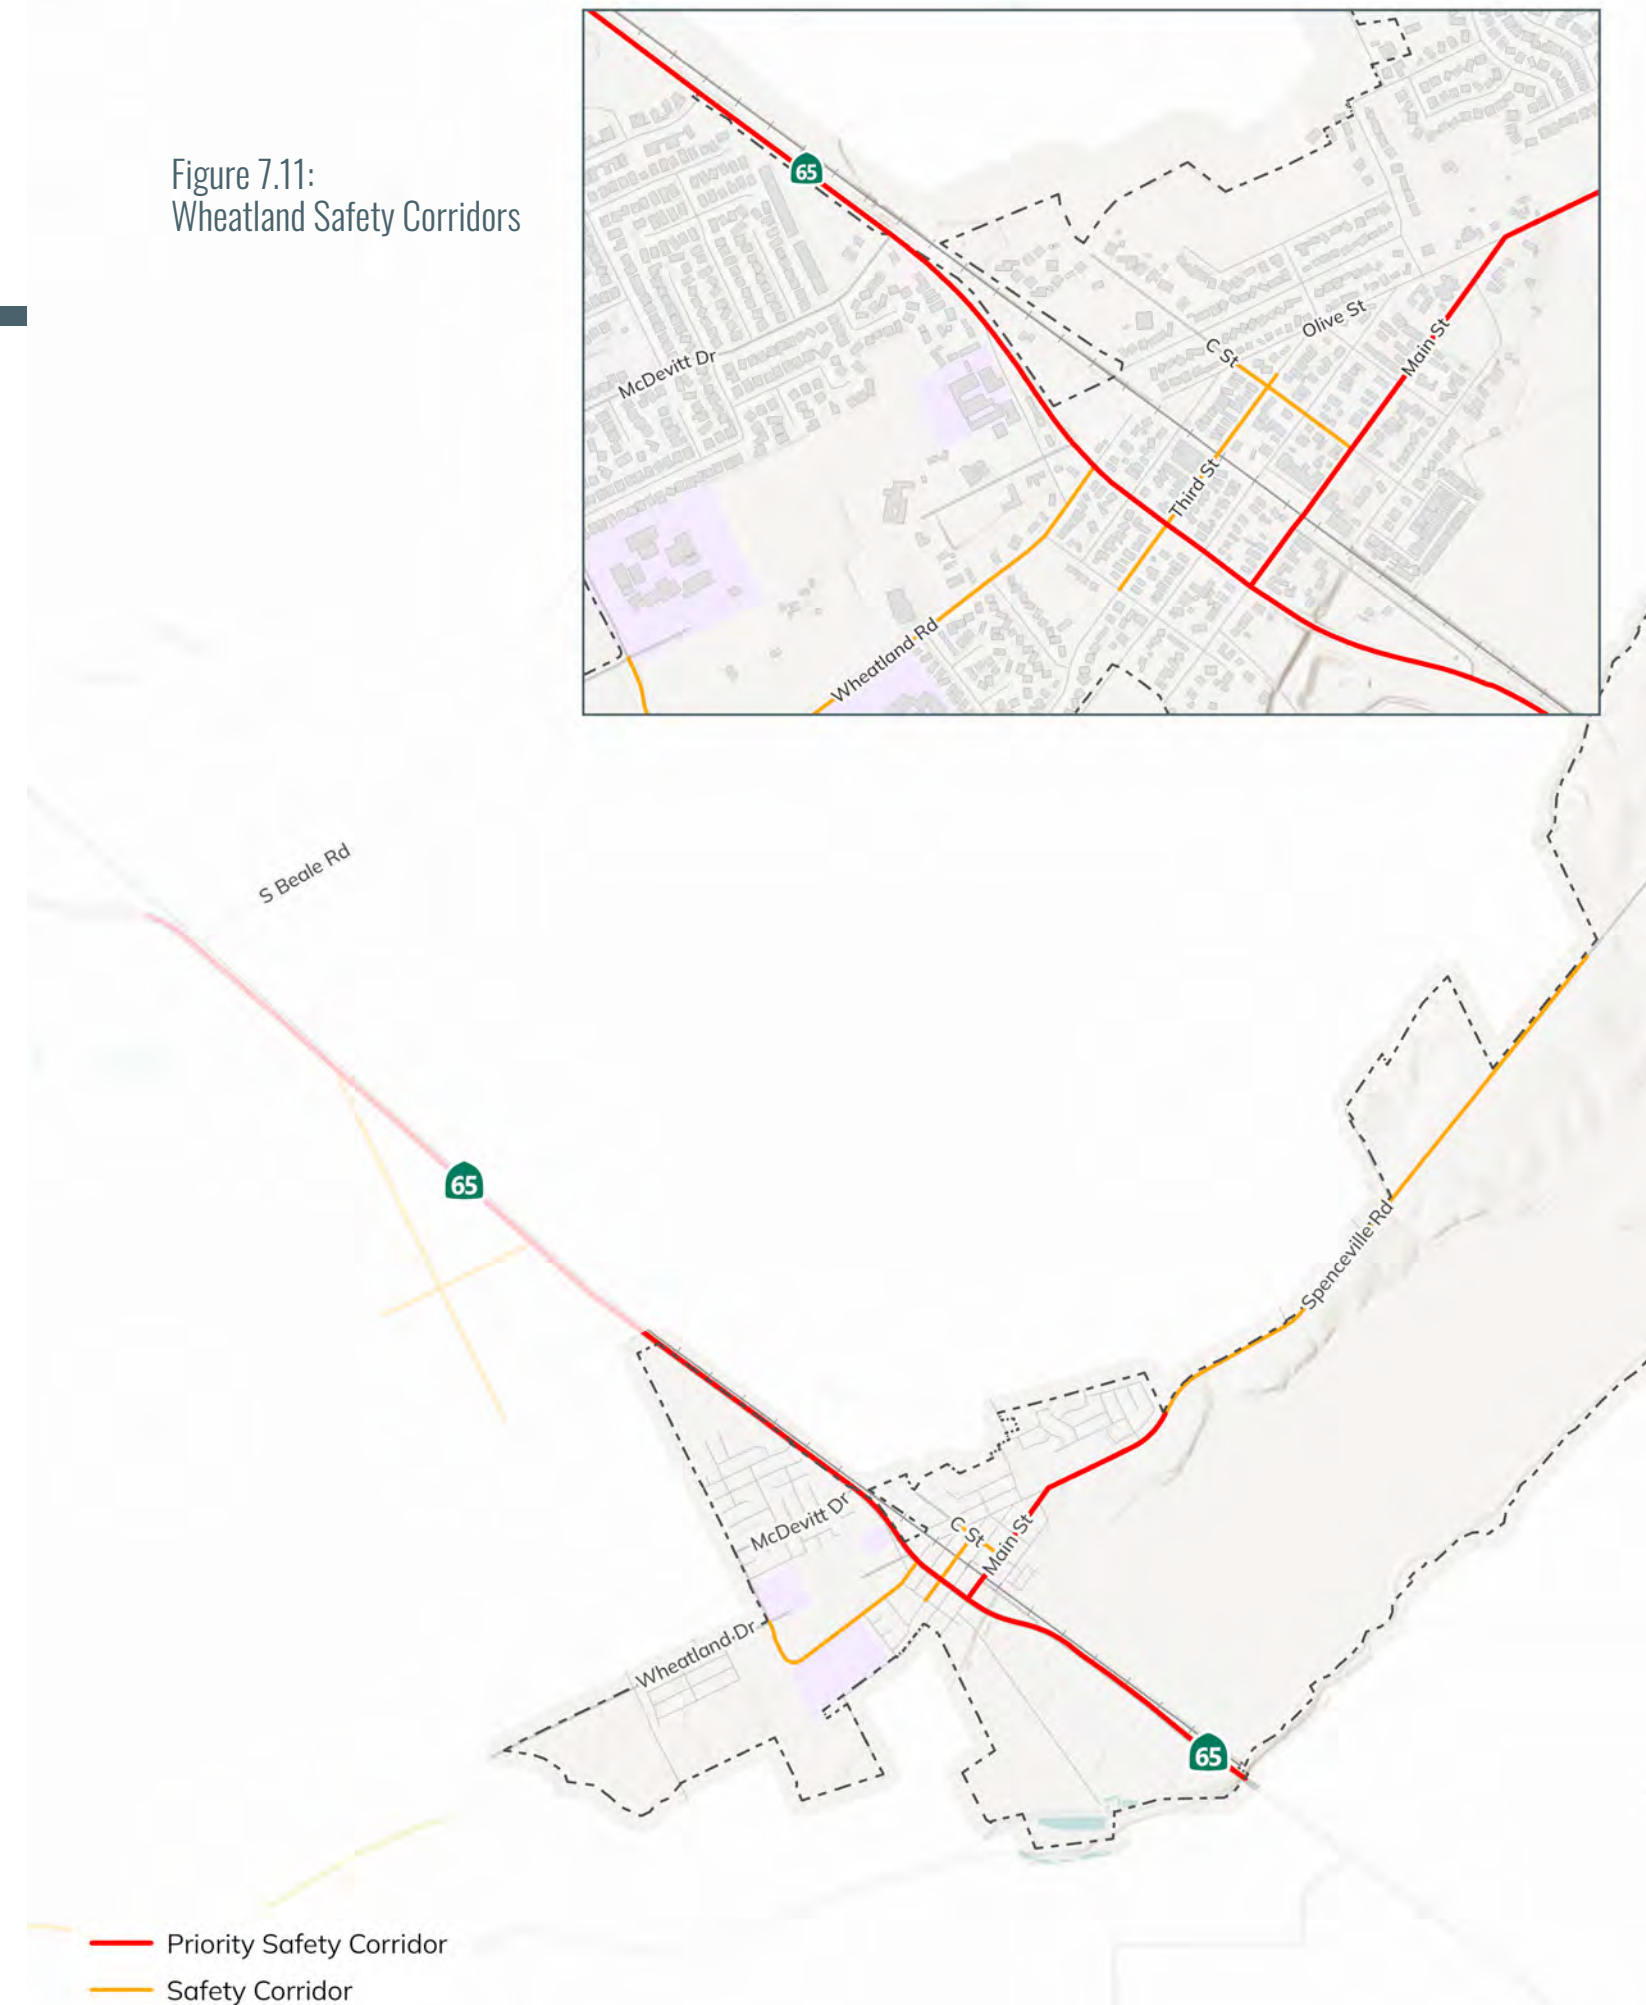 Figure 7.11:
Wheatland Safety Corridors
65
McDevitt Dr
C St
Olive St
Main St
Third St
Wheatland Rd
S Beale Rd
65
Spenceville Rd
McDevitt Dr
C St
Main St
Wheatland Dr
65
Priority Safety Corridor
Safety Corridor